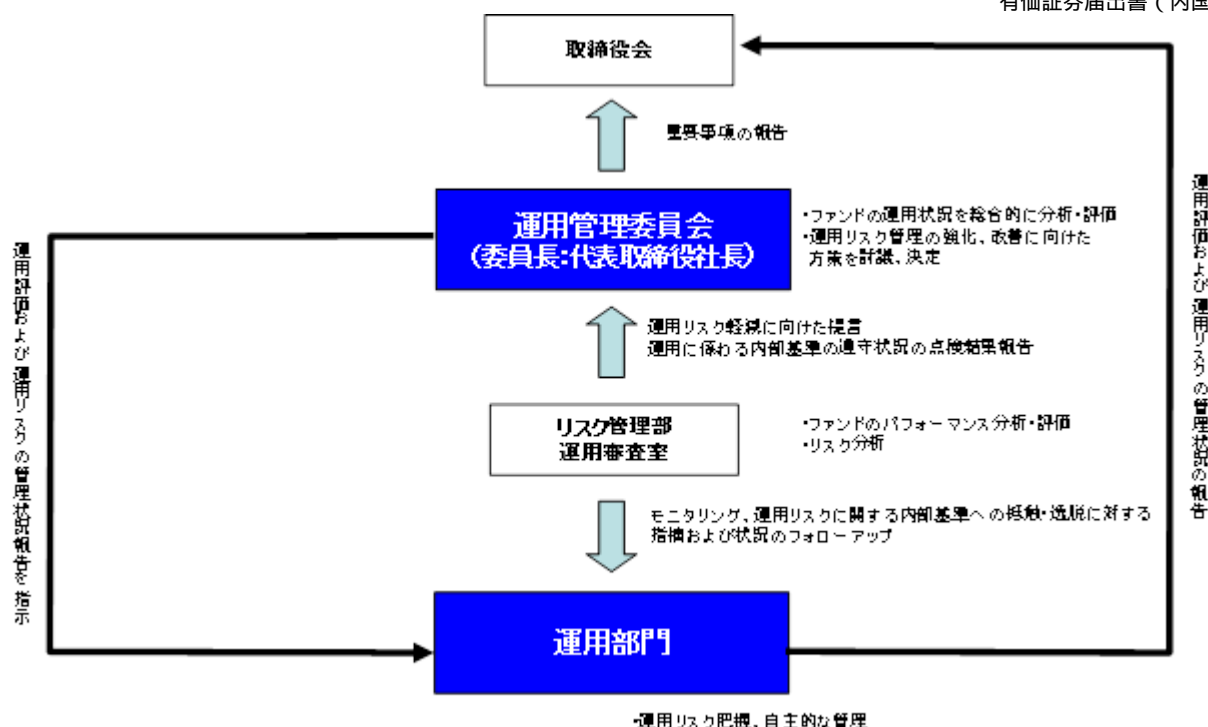 有価証券届出書（内国
取締役会
重要事項の報告
運用管理委員会
(委員長:代表取締役社長)
・ファンドの運用状況を総合的に分析・評価
・運用リスク管理の強化、改善に向けた
方策を討議、決定
運用リスク軽減に向けた提言
運用に係わる内部基準の遵守状況の点検結果報告
リスク管理部
運用審査室
・ファンドのパフォーマンス分析・評価
・リスク分析
モニタリング、運用リスクに関する内部基準への抵触・逸脱に対する
指摘および状況のフォローアップ
運用部門
・運用リスク把握、自主的な管理
運用評価および運用リスクの管理状況報告を指示
運用評価および運用リスクの管理状況の報告